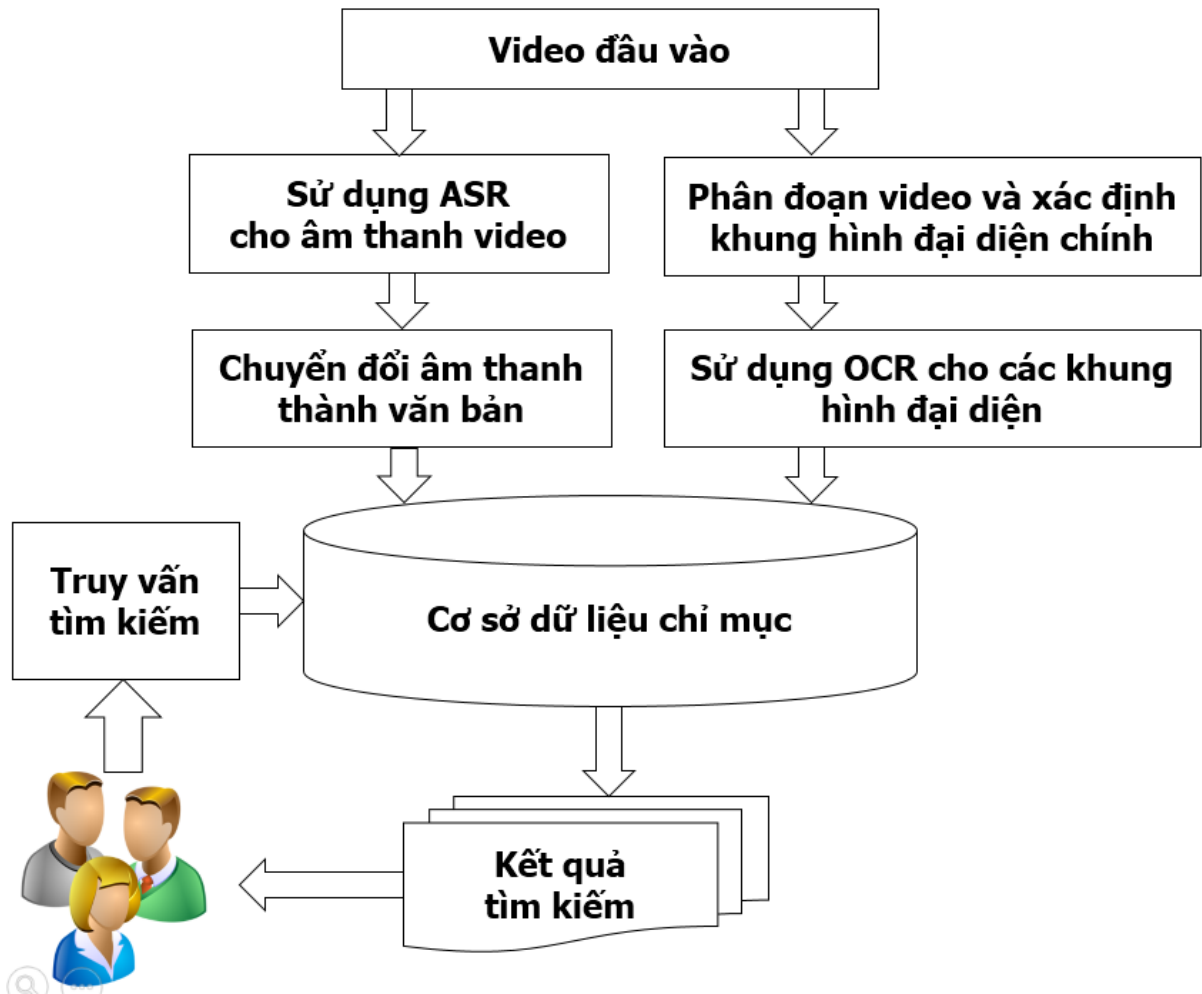 Video đầu vào
Sử dụng ASR
cho âm thanh video
Phân đoạn video và xác định
khung hình đại diện chính
Chuyển đổi âm thanh
thành văn bản
Sử dụng OCR cho các khung
hình đại diện
Truy vấn
tìm kiếm
Cơ sở dữ liệu chỉ mục
Kết quả
tìm kiếm